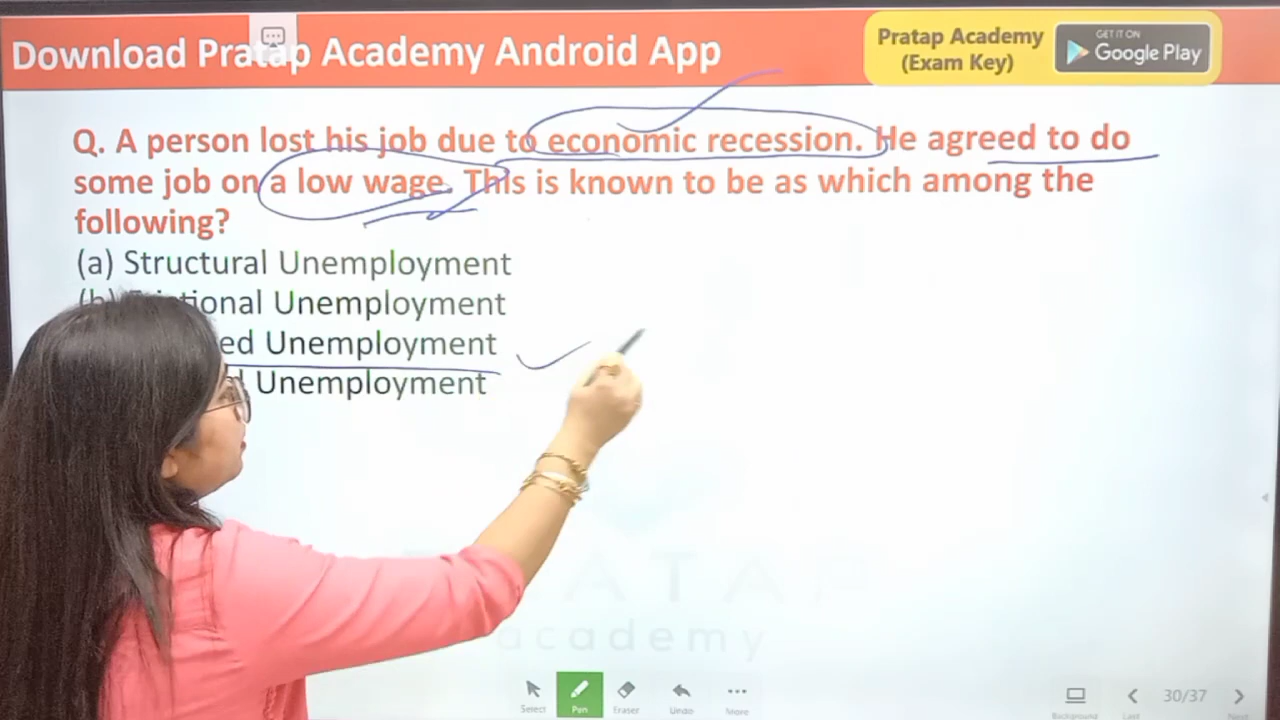 Download Pratap Academy Android App
Pratap Academy
(Exam Key)
GET IT ON
Google Play
Q. A person lost his job due to economic recession. He agreed to do
some job on a low wage. This is known to be as which among the
following?
(a) Structural Unemployment
Unemployment
Unemployment
Unemployment
academy
Select
Pen
Eraser
Undo
More
Background
30/37